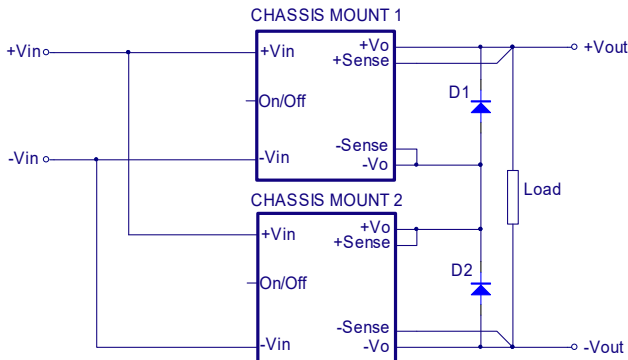 CHASSIS MOUNT 1
+Vin
+Vin
+Vo
+Sense
+Vout
D1
On/Off
-Sense
-Vin
-Vin
-Vo
Load
CHASSIS MOUNT 2
+Vin
+Vo
+Sense
D2
On/Off
-Sense
-Vin
-Vo
-Vout